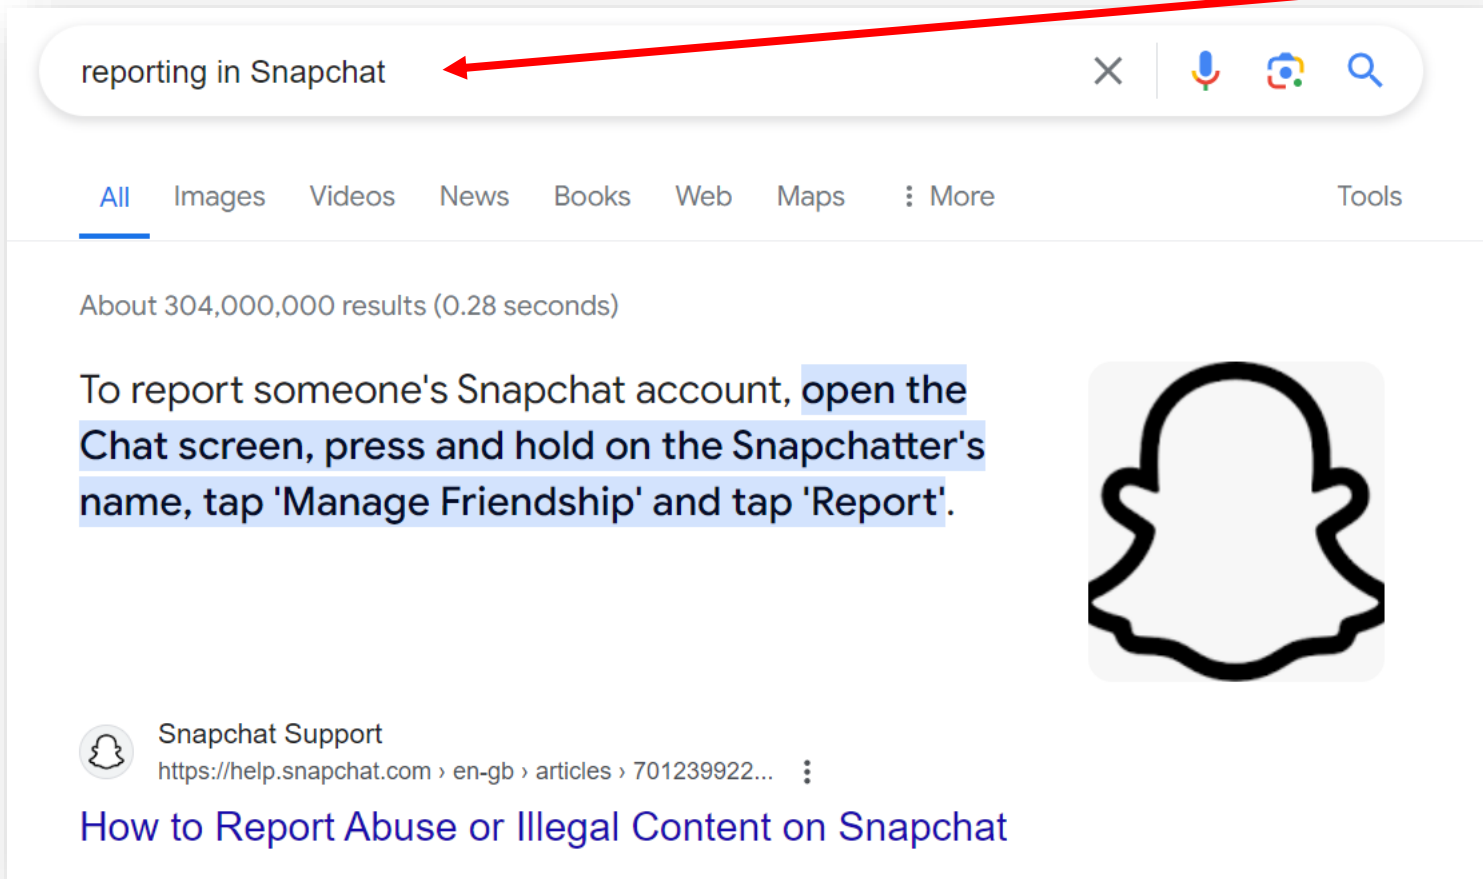 reporting in Snapchat
All Images Videos News Books Web Maps More Tools
About 304,000,000 results (0.28 seconds)
To report someone's Snapchat account, open the
Chat screen, press and hold on the Snapchatter's
name, tap 'Manage Friendship' and tap 'Report'.
Snapchat Support
https://help.snapchat.com › en-gb › articles › 701239922...
How to Report Abuse or Illegal Content on Snapchat